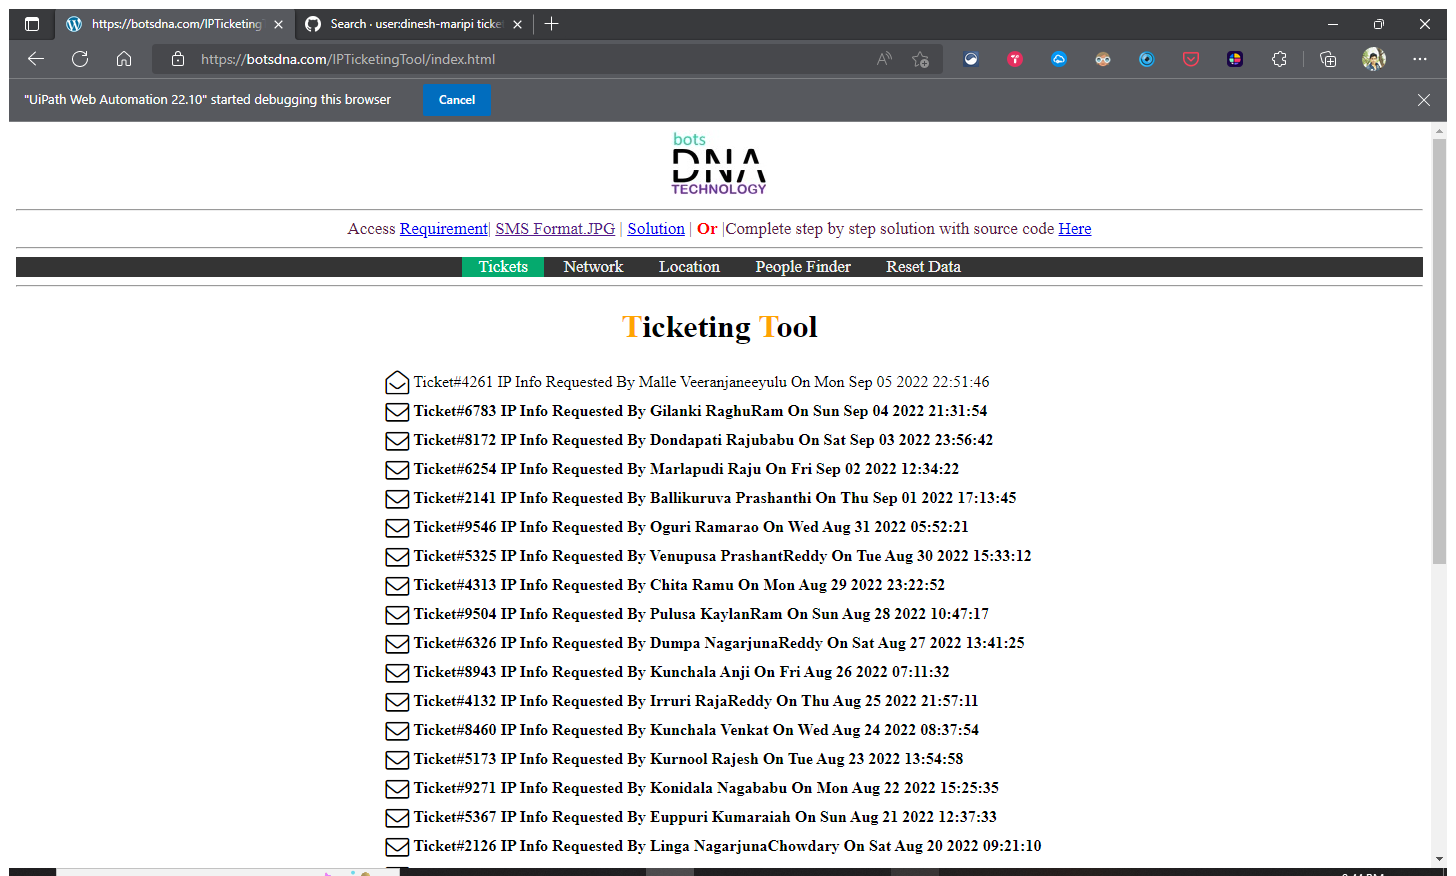 https://botsdna.com/IPTicketing
Search · user:dinesh-maripi ticke
https://botsdna.com/IPTicketingTool/index.html
"UiPath Web Automation 22.10" started debugging this browser
Cancel
bots
DNA
TECHNOLOGY
Access Requirement| SMS Format.JPG | Solution | Or |Complete step by step solution with source code Here
Tickets Network Location People Finder Reset Data
Ticketing Tool
Ticket#4261 IP Info Requested By Malle Veeranjaneeyulu On Mon Sep 05 2022 22:51:46
Ticket#6783 IP Info Requested By Gilanki RaghuRam On Sun Sep 04 2022 21:31:54
Ticket#8172 IP Info Requested By Dondapati Rajubabu On Sat Sep 03 2022 23:56:42
Ticket#6254 IP Info Requested By Marlapudi Raju On Fri Sep 02 2022 12:34:22
Ticket#2141 IP Info Requested By Ballikuruva Prashanthi On Thu Sep 01 2022 17:13:45
Ticket#9546 IP Info Requested By Oguri Ramarao On Wed Aug 31 2022 05:52:21
Ticket#5325 IP Info Requested By Venupusa PrashantReddy On Tue Aug 30 2022 15:33:12
Ticket#4313 IP Info Requested By Chita Ramu On Mon Aug 29 2022 23:22:52
Ticket#9504 IP Info Requested By Pulusa KaylanRam On Sun Aug 28 2022 10:47:17
Ticket#6326 IP Info Requested By Dumpa NagarjunaReddy On Sat Aug 27 2022 13:41:25
Ticket#8943 IP Info Requested By Kunchala Anji On Fri Aug 26 2022 07:11:32
Ticket#4132 IP Info Requested By Irruri RajaReddy On Thu Aug 25 2022 21:57:11
Ticket#8460 IP Info Requested By Kunchala Venkat On Wed Aug 24 2022 08:37:54
Ticket#5173 IP Info Requested By Kurnool Rajesh On Tue Aug 23 2022 13:54:58
Ticket#9271 IP Info Requested By Konidala Nagababu On Mon Aug 22 2022 15:25:35
Ticket#5367 IP Info Requested By Euppuri Kumaraiah On Sun Aug 21 2022 12:37:33
Ticket#2126 IP Info Requested By Linga NagarjunaChowdary On Sat Aug 20 2022 09:21:10